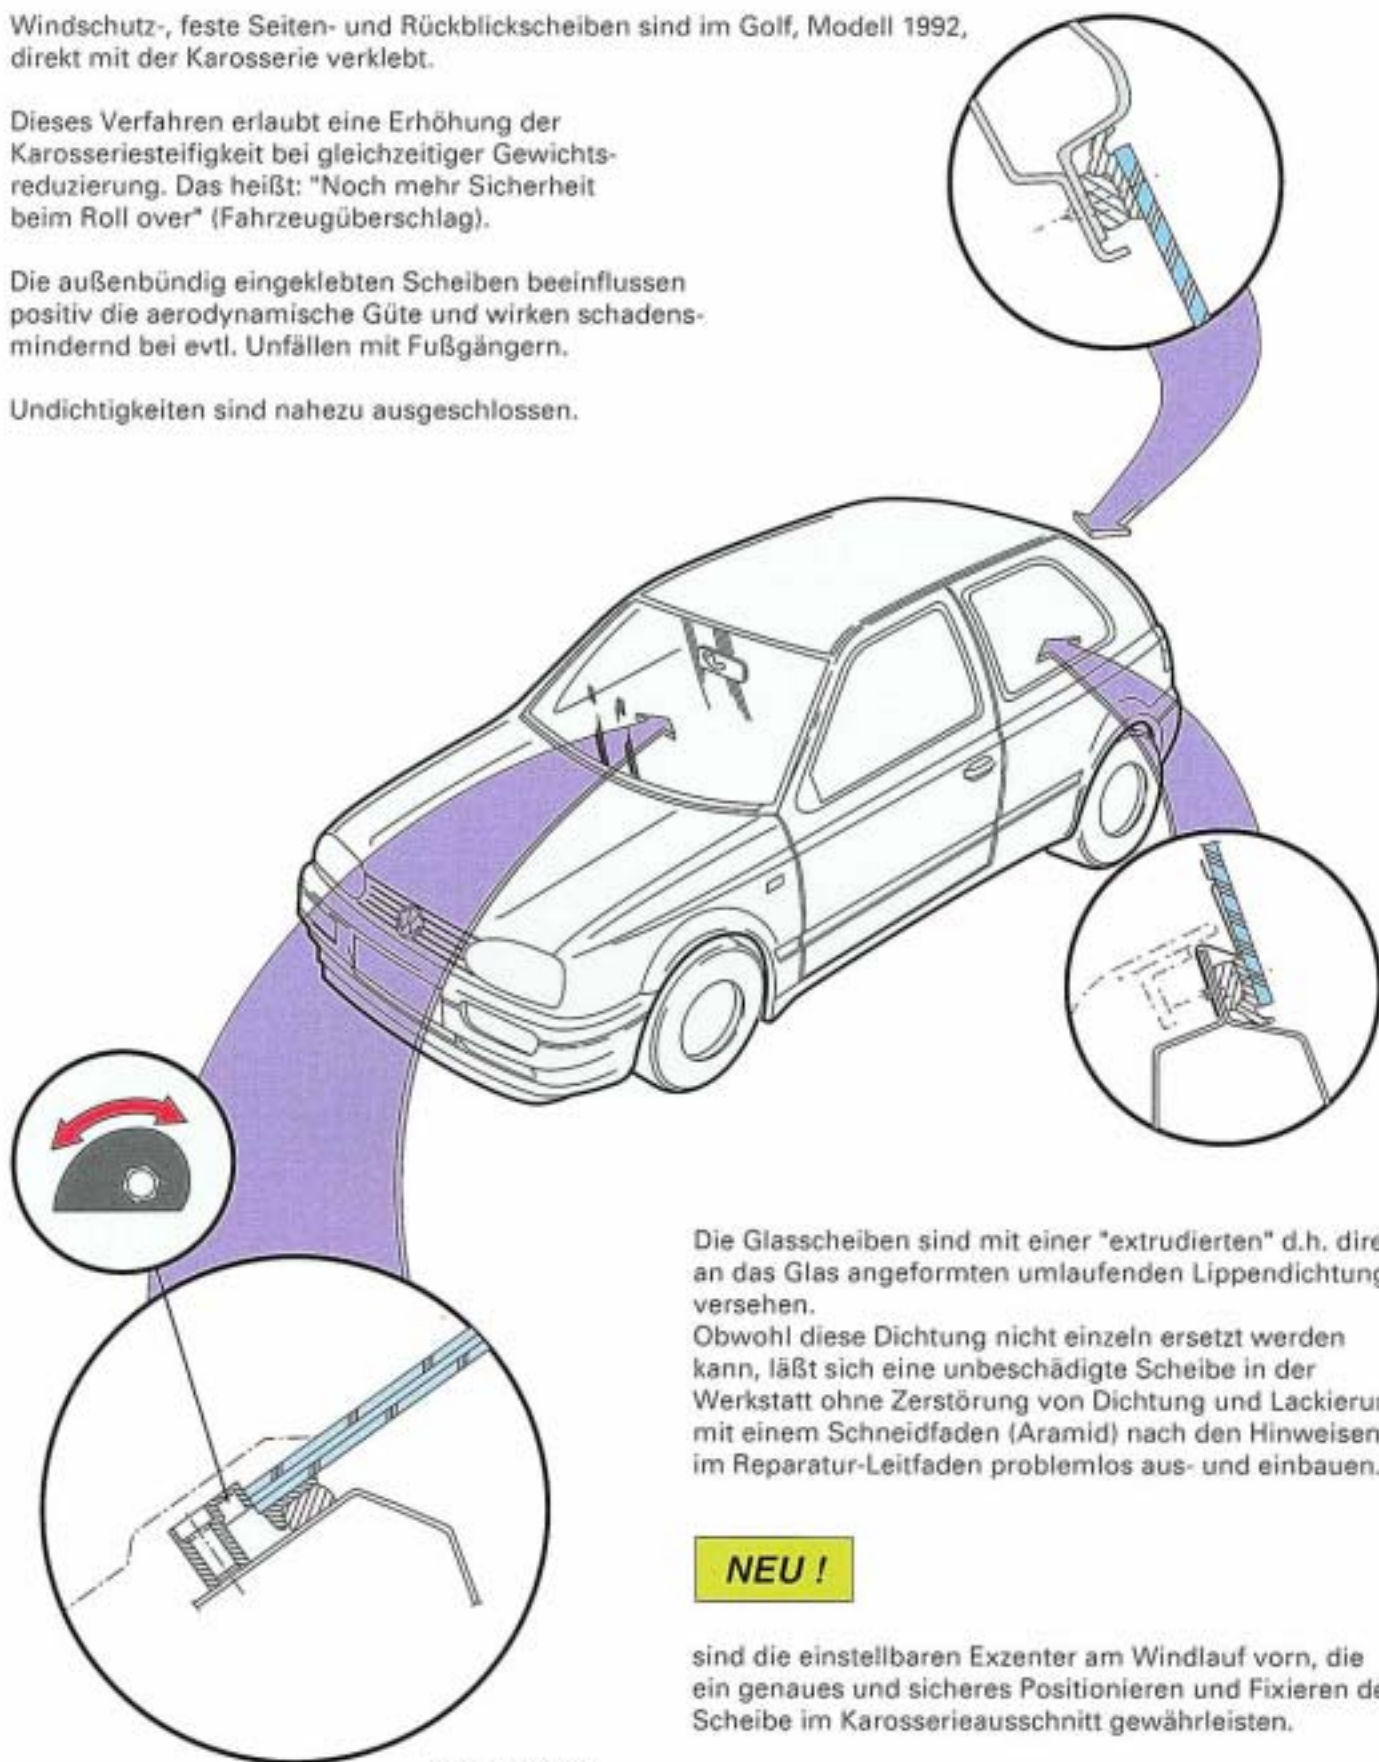 Windschutz-, feste Seiten- und Rückblickscheiben sind im Golf, Modell 1992,
direkt mit der Karosserie verklebt.
Dieses Verfahren erlaubt eine Erhöhung der
Karosseriesteifigkeit bei gleichzeitiger Gewichts-
reduzierung. Das heißt: "Noch mehr Sicherheit
beim Roll over" (Fahrzeugüberschlag).
Die außenbündig eingeklebten Scheiben beeinflussen
positiv die aerodynamische Güte und wirken schadens-
mindernd bei evtl. Unfällen mit Fußgängern.
Undichtigkeiten sind nahezu ausgeschlossen.
Die Glasscheiben sind mit einer "extrudierten" d.h.
an das Glas angeformten umlaufenden
versehen.
Obwohl diese Dichtung nicht einzeln ersetzt werden
kann, läßt sich eine unbeschädigte Scheibe in der
Werkstatt ohne Zerstörung von Dichtung und
mit einem Schneidfaden (Aramid) nach den Hinweisen
im Reparatur-Leitfaden problemlos aus- und einbauen.
NEU !
sind die einstellbaren Exzenter am Windlauf vorn, die
ein genaues und sicheres Positionieren und Fixieren
Scheibe im Karosserieausschnitt gewährleisten.